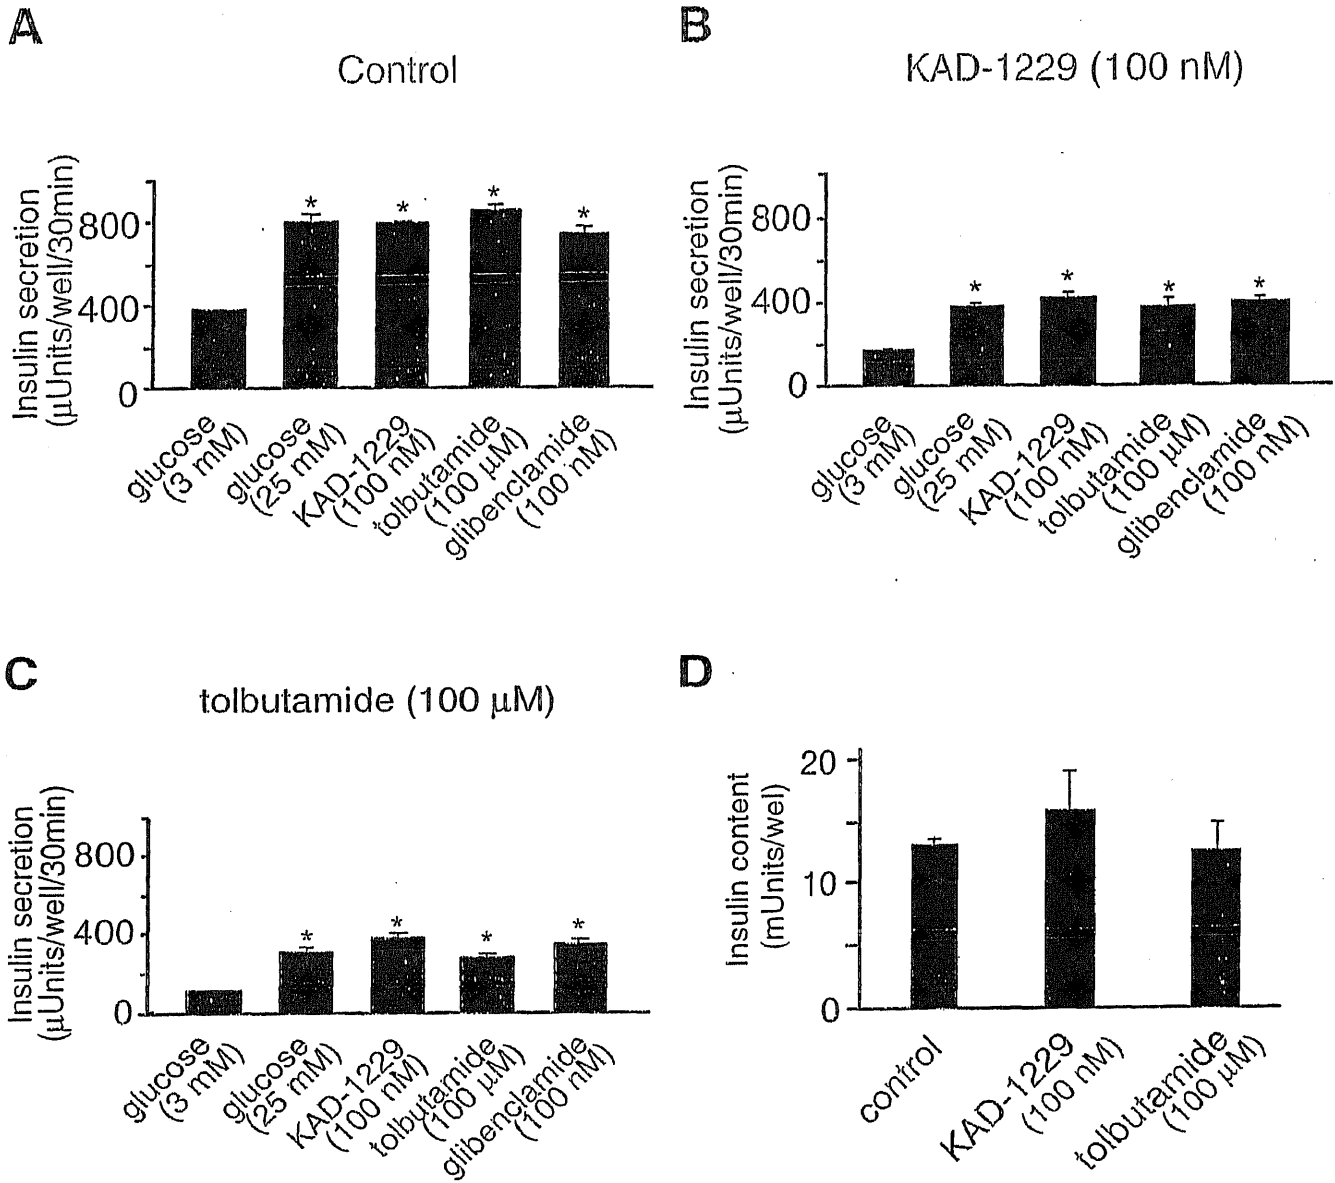 A
Control
Insulin secretion
(μUnits/well/30min)
800
400
0
*
*
*
*
glucose
(3 mM)
glucose
(25 mM)
KAD-1229
(100 nM)
tolbutamide
(100 μM)
glibenclamide
(100 nM)
B
KAD-1229 (100 nM)
Insulin secretion
(μUnits/well/30min)
800
400
0
*
*
*
*
glucose
(3 mM)
glucose
(25 mM)
KAD-1229
(100 nM)
tolbutamide
(100 μM)
glibenclamide
(100 nM)
C
tolbutamide (100 μM)
Insulin secretion
(μUnits/well/30min)
800
400
0
*
*
*
*
glucose
(3 mM)
glucose
(25 mM)
KAD-1229
(100 nM)
tolbutamide
(100 μM)
glibenclamide
(100 nM)
D
Insulin content
(mUnits/wel)
20
10
0
control
KAD-1229
(100 nM)
tolbutamide
(100 μM)